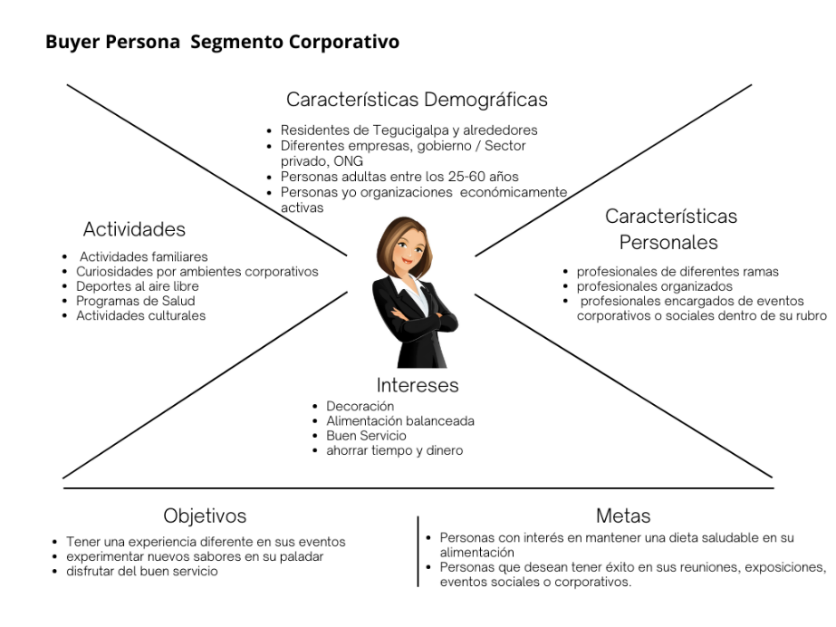 Buyer Persona Segmento Corporativo
Características Demográficas
Residentes de Tegucigalpa y alrededores
Diferentes empresas, gobierno / Sector
privado, ONG
Personas adultas entre los 25-60 años
Personas yo organizaciones económicamente
activas
Actividades
Actividades familiares
Curiosidades por ambientes corporativos
Deportes al aire libre
Programas de Salud
Actividades culturales
Características
Personales
profesionales de diferentes ramas
profesionales organizados
profesionales encargados de eventos
corporativos o sociales dentro de su rubro
Intereses
Decoración
Alimentación balanceada
Buen Servicio
ahorrar tiempo y dinero
Objetivos
Tener una experiencia diferente en sus eventos
experimentar nuevos sabores en su paladar
disfrutar del buen servicio
Metas
Personas con interés en mantener una dieta saludable en su
alimentación
Personas que desean tener éxito en sus reuniones, exposiciones,
eventos sociales o corporativos.